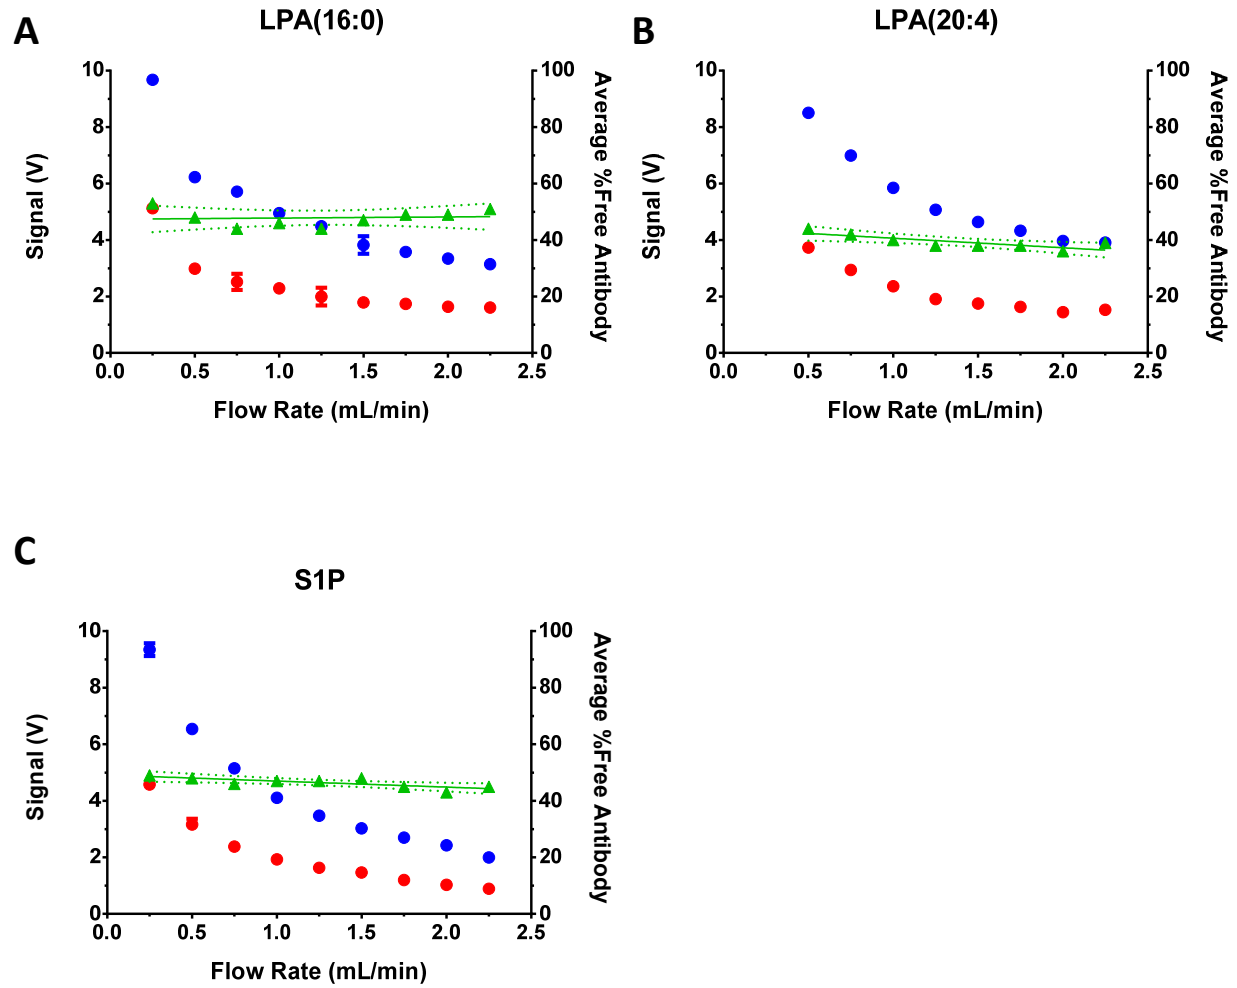 A
LPA(16:0)
10
8
6
4
2
0
100
80
60
40
20
0
Signal (V)
Average %Free Antibody
0.0 0.5 1.0 1.5 2.0 2.5
Flow Rate (mL/min)
B
LPA(20:4)
10
8
6
4
2
0
100
80
60
40
20
0
Signal (V)
Average %Free Antibody
0.0 0.5 1.0 1.5 2.0 2.5
Flow Rate (mL/min)
C
S1P
10
8
6
4
2
0
100
80
60
40
20
0
Signal (V)
Average %Free Antibody
0.0 0.5 1.0 1.5 2.0 2.5
Flow Rate (mL/min)